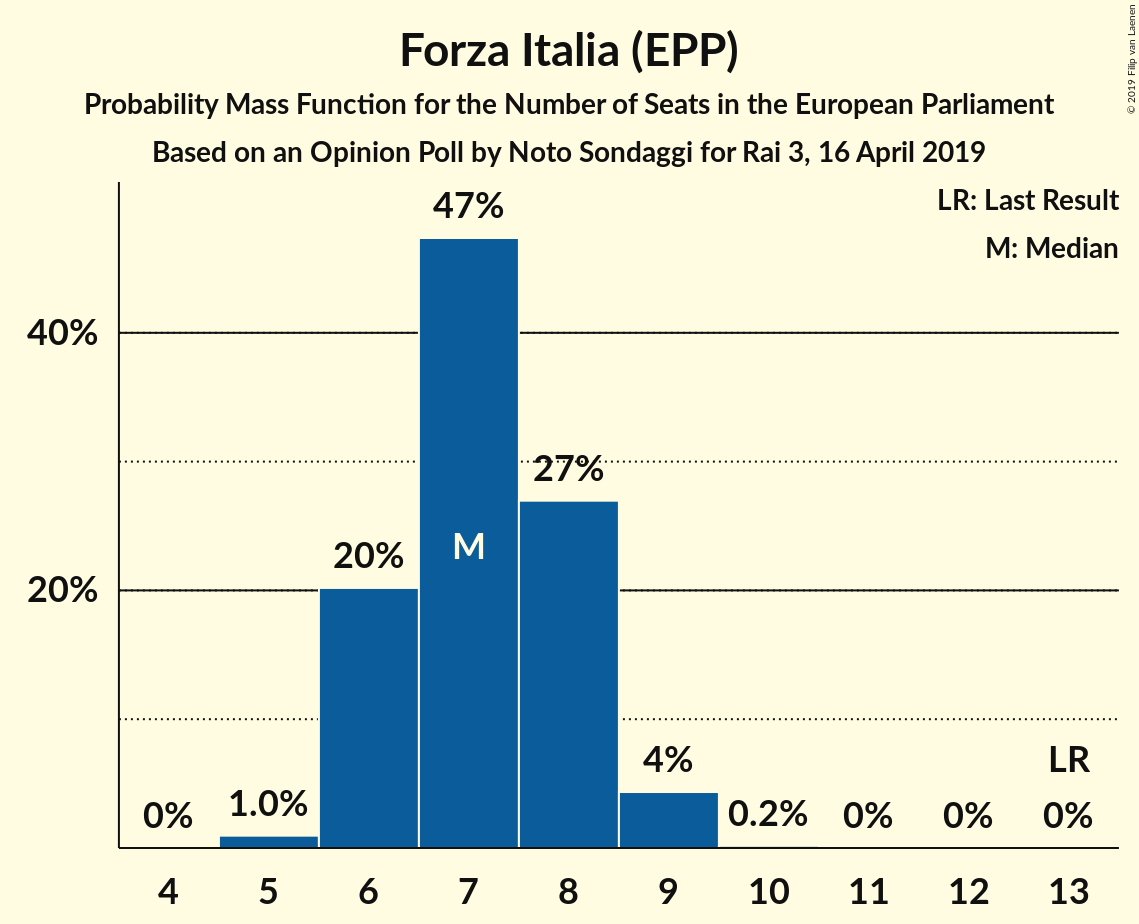 Forza Italia (EPP)
Probability Mass Function for the Number of Seats in the European Parliament
Based on an Opinion Poll by Noto Sondaggi for Rai 3, 16 April 2019
© 2019 Filip van Laenen
LR: Last Result
M: Median
47%
40%
27%
20%
M
20%
4%
LR
0%
1.0%
0.2%
0%
0%
0%
4 5 6 7 8 9 10 11 12 13